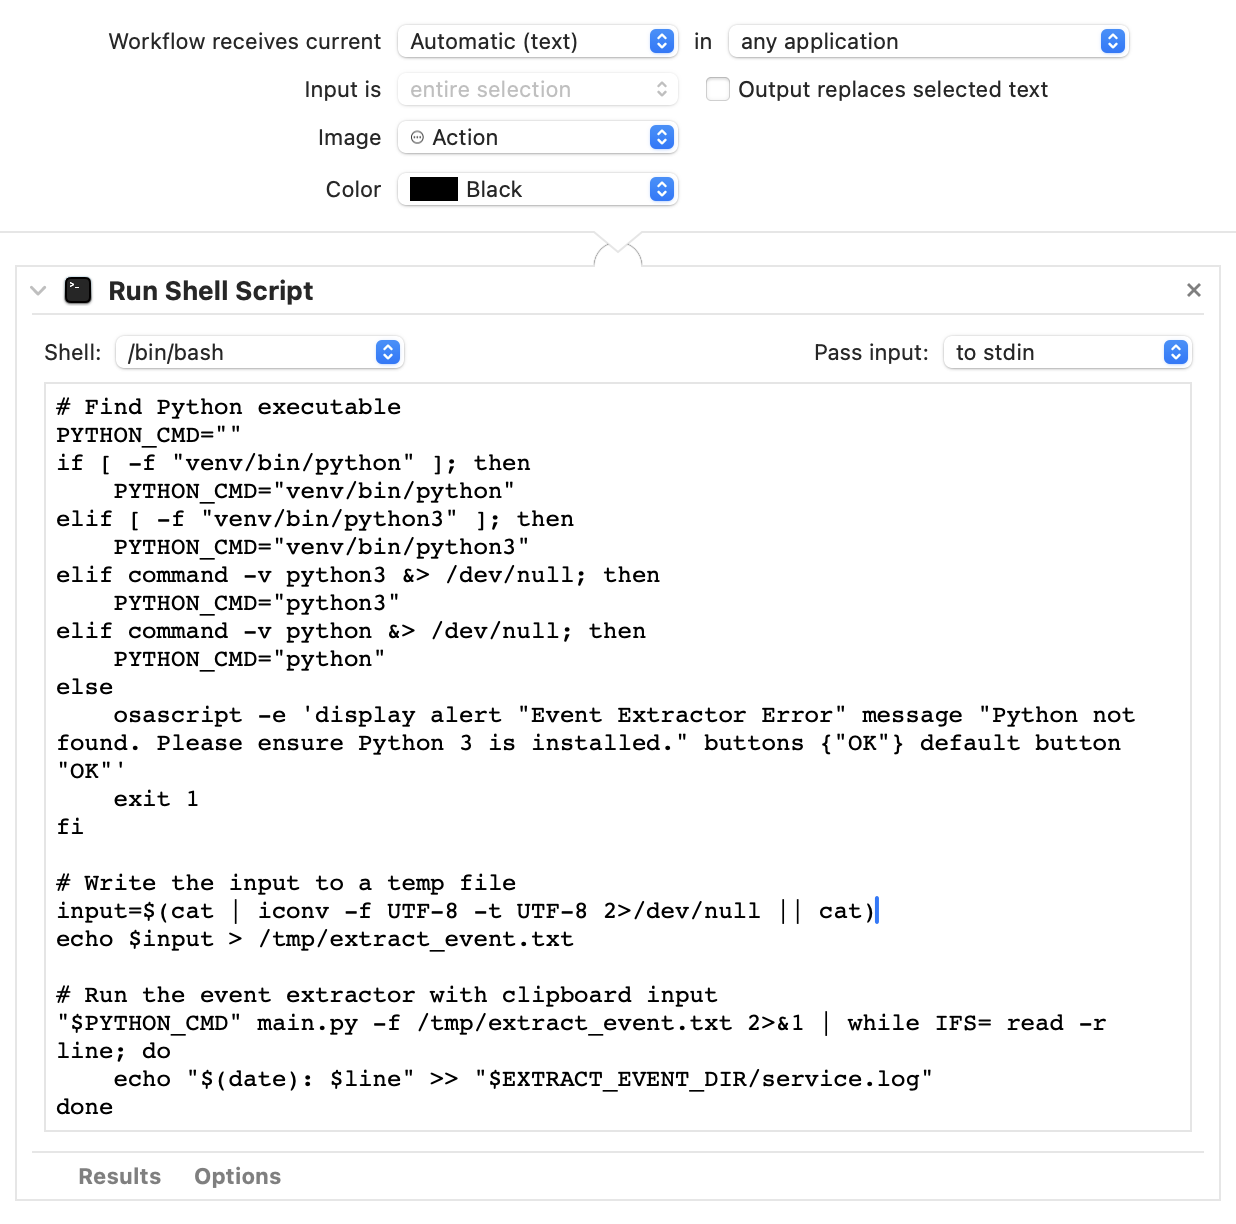 Workflow receives current Automatic (text) in any application
Input is entire selection Output replaces selected text
Image Action
Color Black
Run Shell Script
Shell: /bin/bash Pass input: to stdin
# Find Python executable
PYTHON_CMD=""
if [ -f "venv/bin/python" ]; then
    PYTHON_CMD="venv/bin/python"
elif [ -f "venv/bin/python3" ]; then
    PYTHON_CMD="venv/bin/python3"
elif command -v python3 &> /dev/null; then
    PYTHON_CMD="python3"
elif command -v python &> /dev/null; then
    PYTHON_CMD="python"
else
    osascript -e 'display alert "Event Extractor Error" message "Python not
found. Please ensure Python 3 is installed." buttons {"OK"} default button
"OK"'
    exit 1
fi

# Write the input to a temp file
input=$(cat | iconv -f UTF-8 -t UTF-8 2>/dev/null || cat)
echo $input > /tmp/extract_event.txt

# Run the event extractor with clipboard input
"$PYTHON_CMD" main.py -f /tmp/extract_event.txt 2>&1 | while IFS= read -r
line; do
    echo "$(date): $line" >> "$EXTRACT_EVENT_DIR/service.log"
done
Results Options